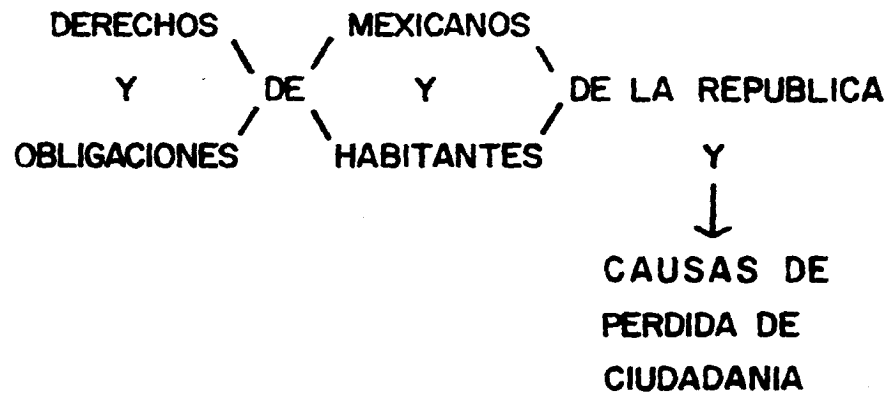 DERECHOS MEXICANOS
Y DE Y DE LA REPUBLICA
OBLIGACIONES HABITANTES Y
CAUSAS DE
PERDIDA DE
CIUDADANIA